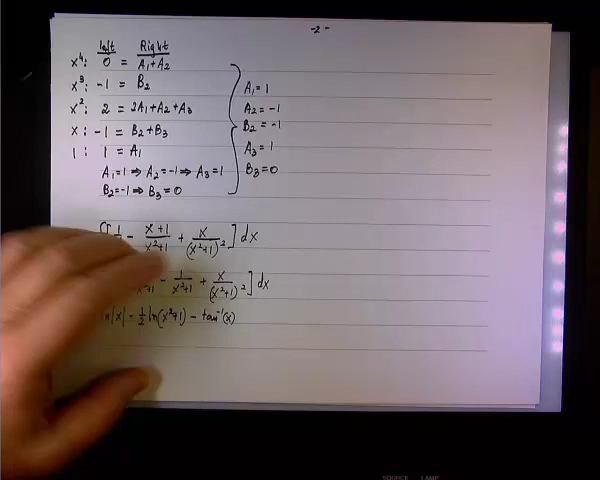 -2-
left Right
x⁴: 0 = A₁+A₂
x³: -1 = B₂
x²: 2 = 2A₁+A₂+A₃
x: -1 = B₂+B₃
1: 1 = A₁
A₁=1 ⇒ A₂=-1 ⇒ A₃=1
B₂=-1 ⇒ B₃=0
A₁=1
A₂=-1
B₂=-1
A₃=1
B₃=0
- (x+1)/(x²+1) + x/(x²+1)²] dx
- 1/(x²+1) + x/(x²+1)²] dx
ln|x| - ½ ln(x²+1) - tan⁻¹(x)
SOURCE LAMP